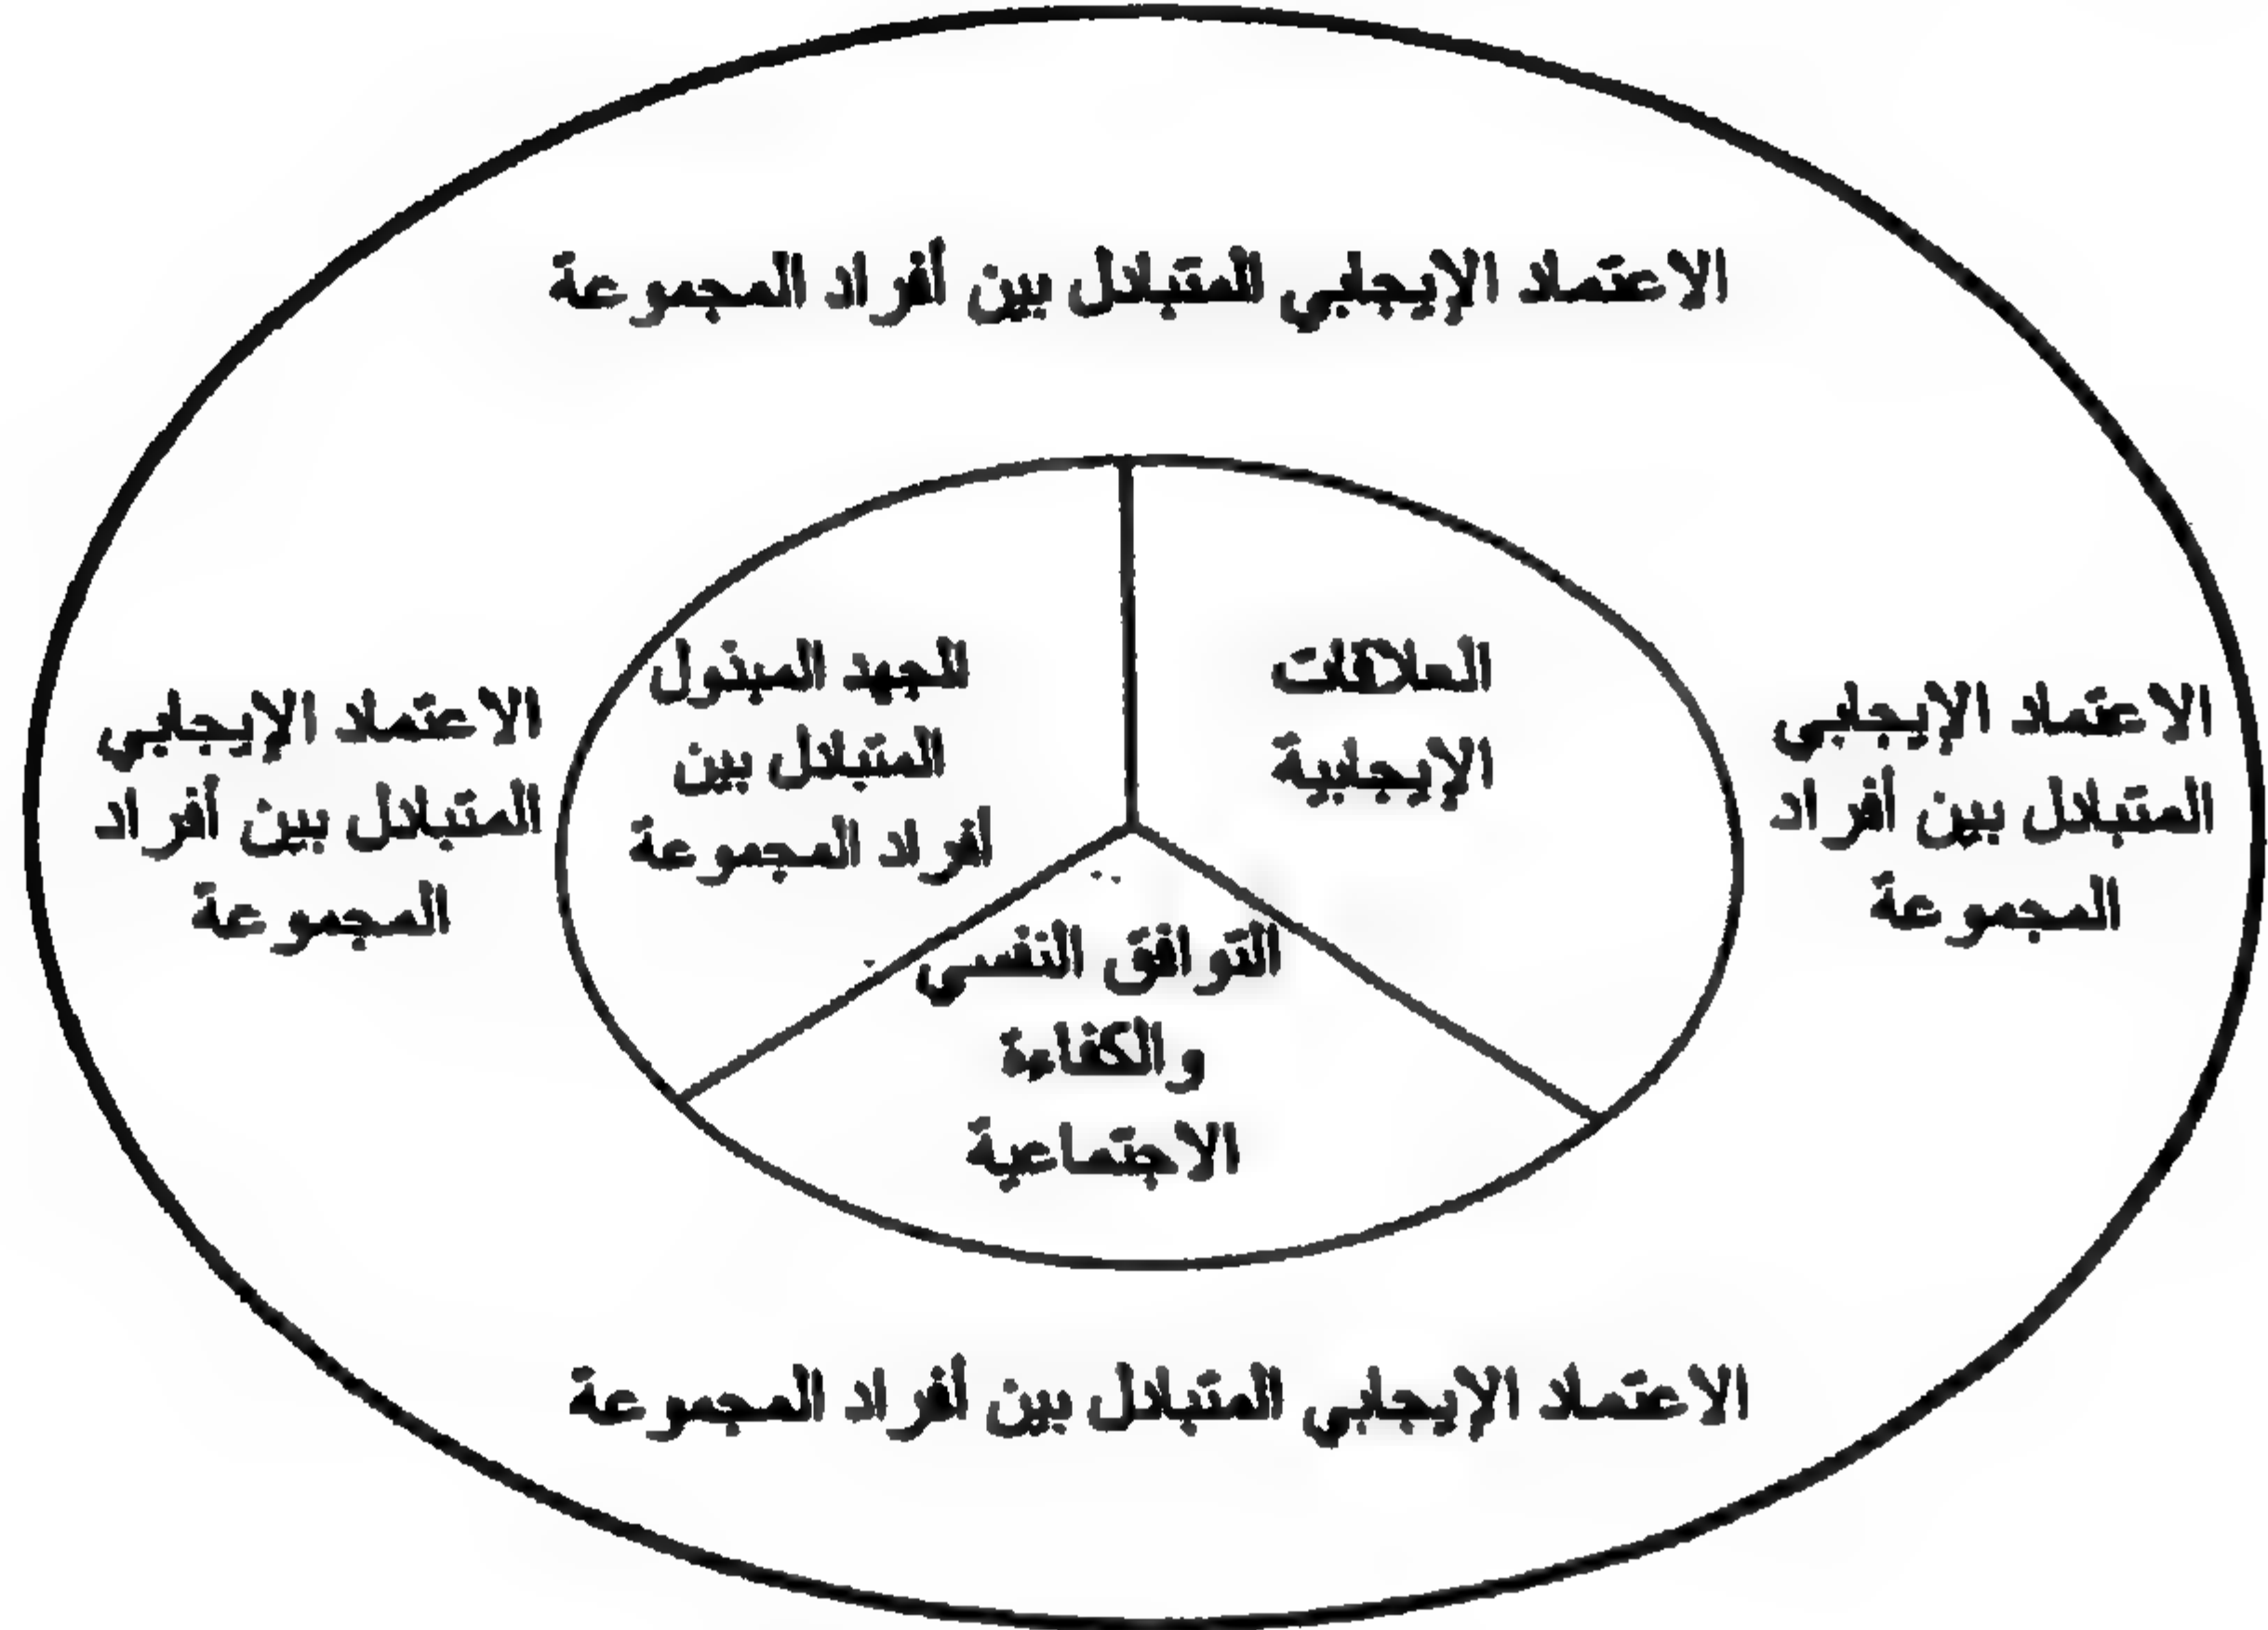 الاعتماد الإيجابي المتبادل بين أفراد المجموعة
العلاقات
الإيجابية
الجهد المبذول
المتبادل بين
أفراد المجموعة
الاعتماد الإيجابي
المتبادل بين أفراد
المجموعة
الاعتماد الإيجابي
المتبادل بين أفراد
المجموعة
التوافق النفسي
والكفاءة
الاجتماعية
الاعتماد الإيجابي المتبادل بين أفراد المجموعة